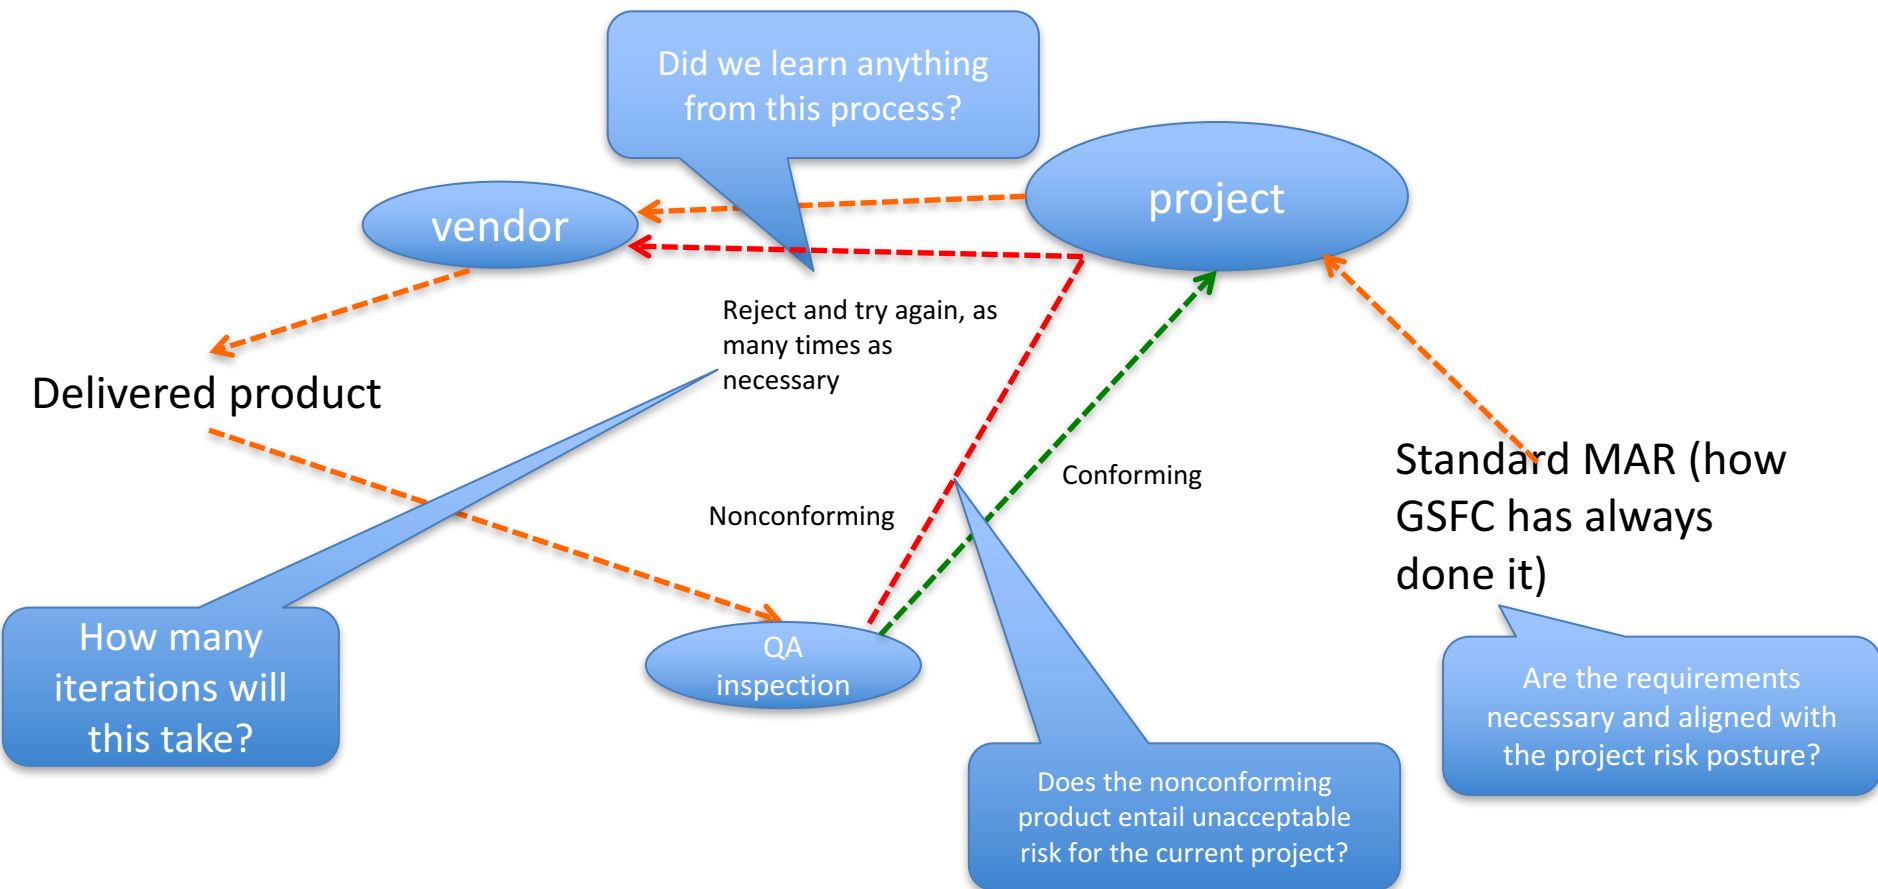 Did we learn anything
from this process?
project
vendor
Reject and try again, as
many times as
necessary
Delivered product
Conforming
Nonconforming
Standard MAR (how
GSFC has always
done it)
How many
iterations will
this take?
QA
inspection
Are the requirements
necessary and aligned with
the project risk posture?
Does the nonconforming
product entail unacceptable
risk for the current project?